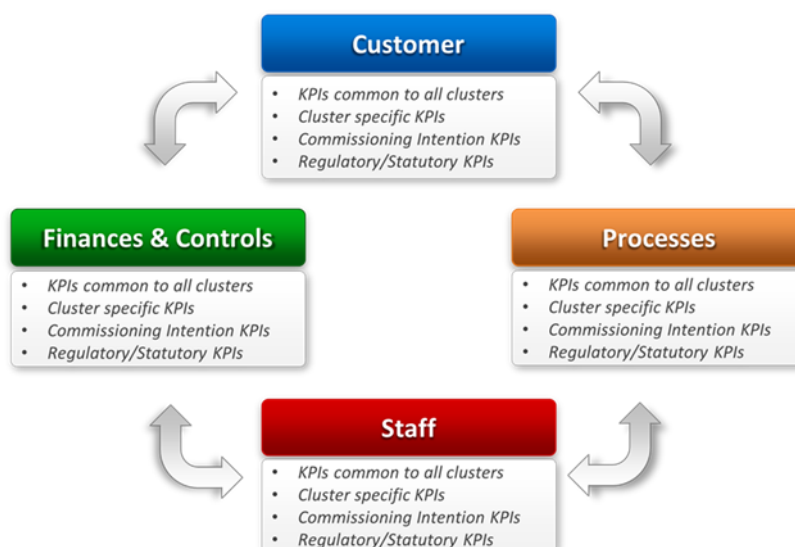 Customer
• KPIs common to all clusters
• Cluster specific KPIs
• Commissioning Intention KPIs
• Regulatory/Statutory KPIs
Finances & Controls
• KPIs common to all clusters
• Cluster specific KPIs
• Commissioning Intention KPIs
• Regulatory/Statutory KPIs
Processes
• KPIs common to all clusters
• Cluster specific KPIs
• Commissioning Intention KPIs
• Regulatory/Statutory KPIs
Staff
• KPIs common to all clusters
• Cluster specific KPIs
• Commissioning Intention KPIs
• Regulatory/Statutory KPIs